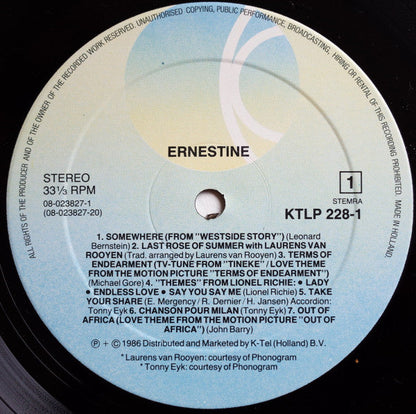 ALL RIGHTS OF THE PRODUCER AND OF THE OWNER OF THE RECORDED WORK RESERVED. UNAUTHORISED COPYING, PUBLIC PERFORMANCE, BROADCASTING, HIRING OR RENTAL OF THIS RECORD PROHIBITED. MADE IN HOLLAND.
ERNESTINE
STEREO
33⅓ RPM
08-023827-1
(08-023827-20)
1
STEMRA
KTLP 228-1
1. SOMEWHERE (FROM "WESTSIDE STORY") (Leonard
Bernstein) 2. LAST ROSE OF SUMMER with LAURENS VAN
ROOYEN (Trad. arranged by Laurens van Rooyen) 3. TERMS OF
ENDEARMENT (TV-TUNE FROM "TINEKE"/LOVE THEME
FROM THE MOTION PICTURE "TERMS OF ENDEARMENT")
(Michael Gore) 4. "THEMES" FROM LIONEL RICHIE: • LADY
• ENDLESS LOVE • SAY YOU SAY ME (Lionel Richie) 5. TAKE
YOUR SHARE (E. Mergency / R. Dernier / H. Jansen) Accordion:
Tonny Eyk 6. CHANSON POUR MILAN (Tonny Eyk) 7. OUT OF
AFRICA (LOVE THEME FROM THE MOTION PICTURE "OUT OF
AFRICA") (John Barry)
℗ + © 1986 Distributed and Marketed by K-Tel (Holland) B.V.
* Laurens van Rooyen: courtesy of Phonogram
* Tonny Eyk: courtesy of Phonogram